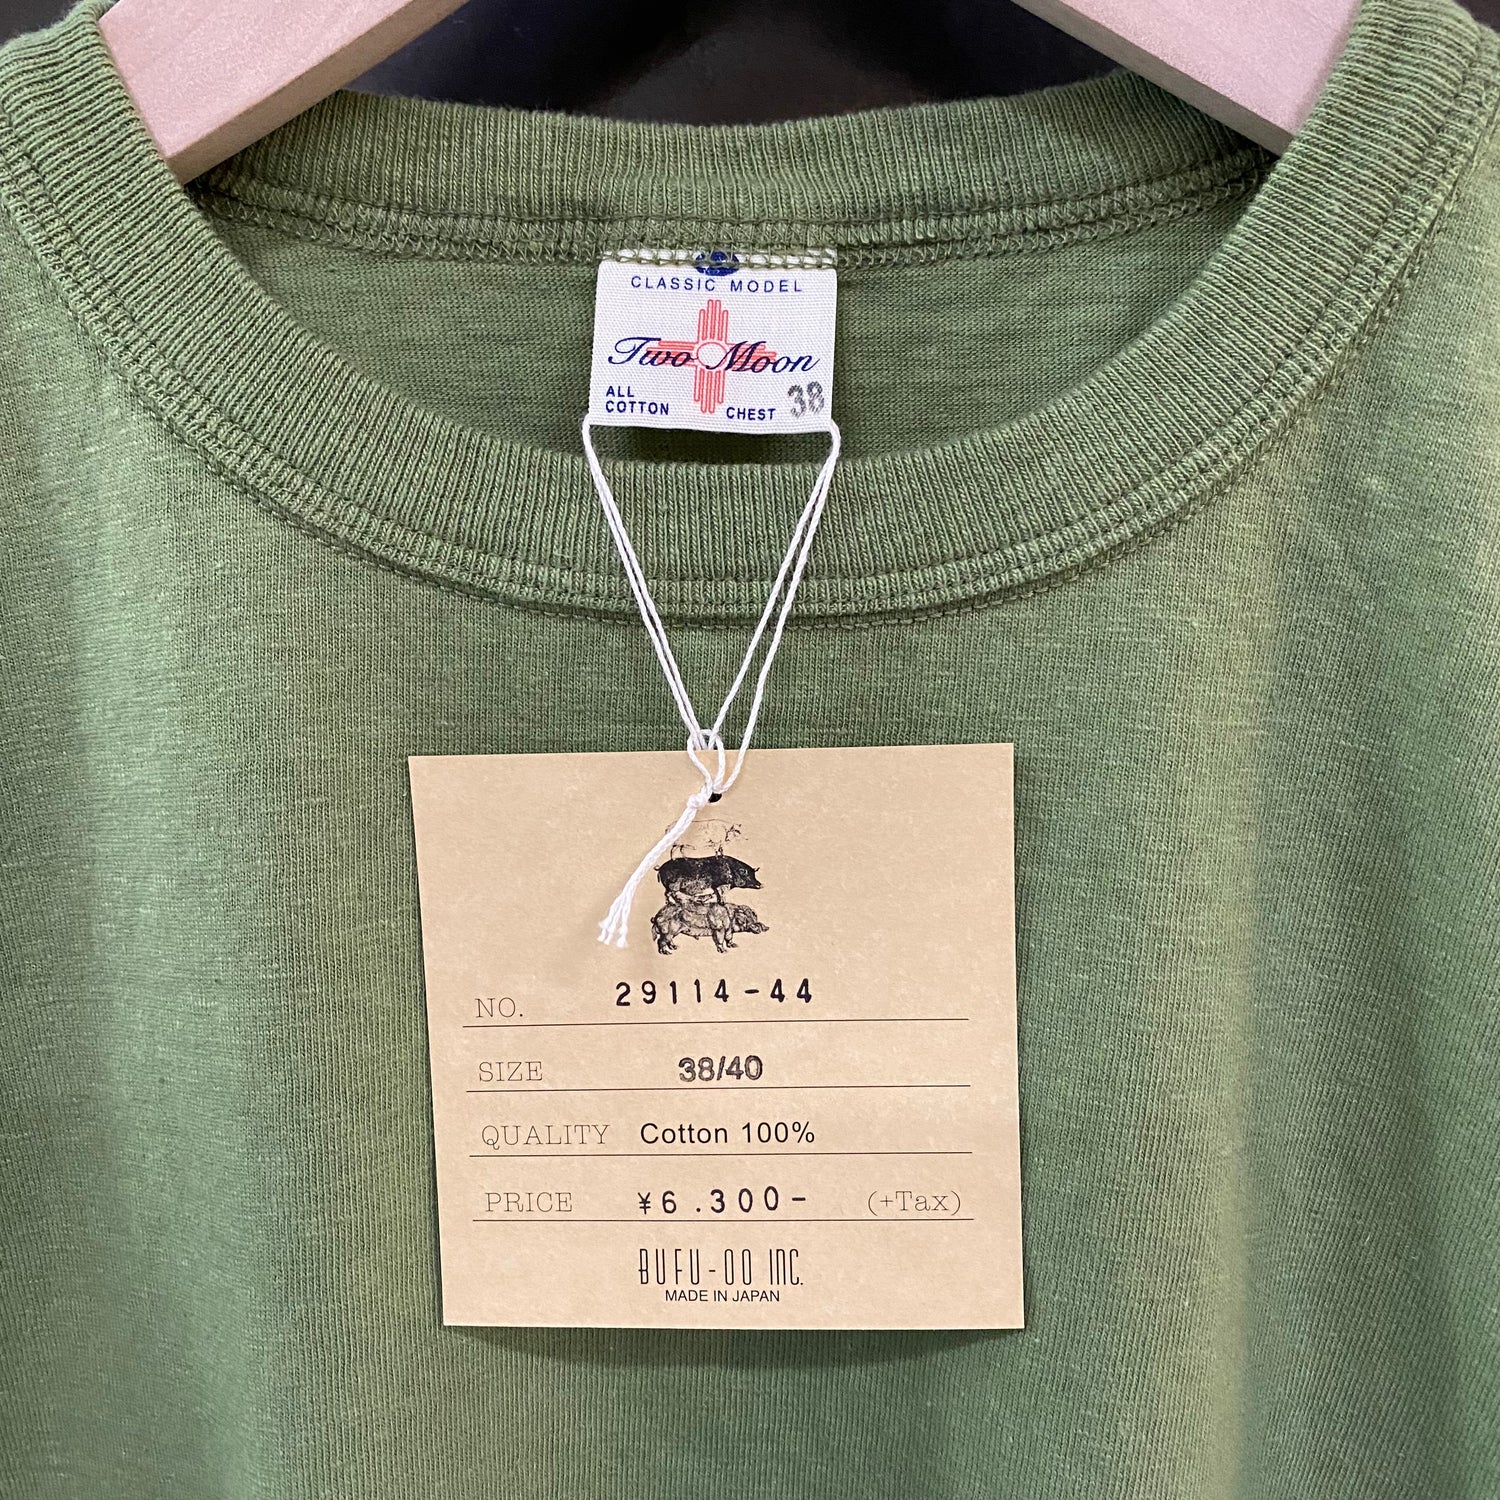 CLASSIC MODEL
Two Moon
ALL
COTTON CHEST 38
NO. 29114-44
SIZE 38/40
QUALITY Cotton 100%
PRICE ¥6.300- (+Tax)
BUFU-OO INC.
MADE IN JAPAN